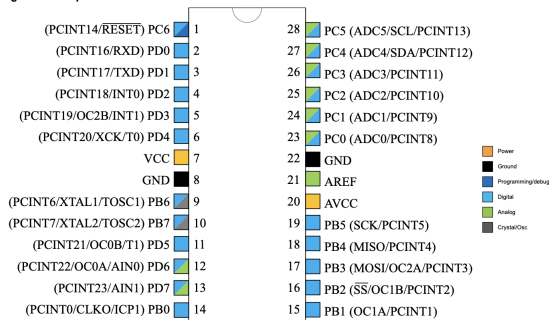 (PCINT14/RESET) PC6 1
(PCINT16/RXD) PD0 2
(PCINT17/TXD) PD1 3
(PCINT18/INT0) PD2 4
(PCINT19/OC2B/INT1) PD3 5
(PCINT20/XCK/T0) PD4 6
VCC 7
GND 8
(PCINT6/XTAL1/TOSC1) PB6 9
(PCINT7/XTAL2/TOSC2) PB7 10
(PCINT21/OC0B/T1) PD5 11
(PCINT22/OC0A/AIN0) PD6 12
(PCINT23/AIN1) PD7 13
(PCINT0/CLKO/ICP1) PB0 14
28 PC5 (ADC5/SCL/PCINT13)
27 PC4 (ADC4/SDA/PCINT12)
26 PC3 (ADC3/PCINT11)
25 PC2 (ADC2/PCINT10)
24 PC1 (ADC1/PCINT9)
23 PC0 (ADC0/PCINT8)
22 GND
21 AREF
20 AVCC
19 PB5 (SCK/PCINT5)
18 PB4 (MISO/PCINT4)
17 PB3 (MOSI/OC2A/PCINT3)
16 PB2 (SS/OC1B/PCINT2)
15 PB1 (OC1A/PCINT1)
Power
Ground
Programming/debug
Digital
Analog
Crystal/Osc